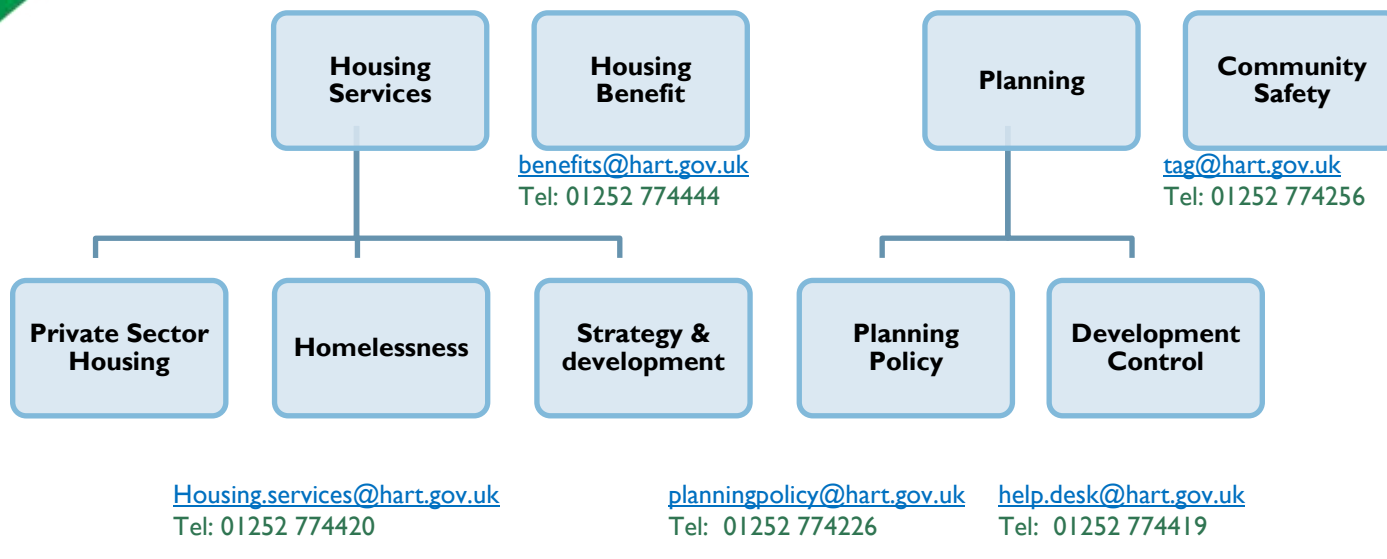 Housing
Services
Housing
Benefit
Planning
Community
Safety
benefits@hart.gov.uk
Tel: 01252 774444
tag@hart.gov.uk
Tel: 01252 774256
Private Sector
Housing
Homelessness
Strategy &
development
Planning
Policy
Development
Control
Housing.services@hart.gov.uk
Tel: 01252 774420
planningpolicy@hart.gov.uk
Tel: 01252 774226
help.desk@hart.gov.uk
Tel: 01252 774419